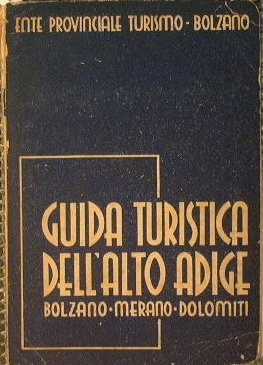 ENTE PROVINCIALE TURISMO - BOLZANO
GUIDA TURISTICA
DELL'ALTO ADIGE
BOLZANO • MERANO • DOLOMITI